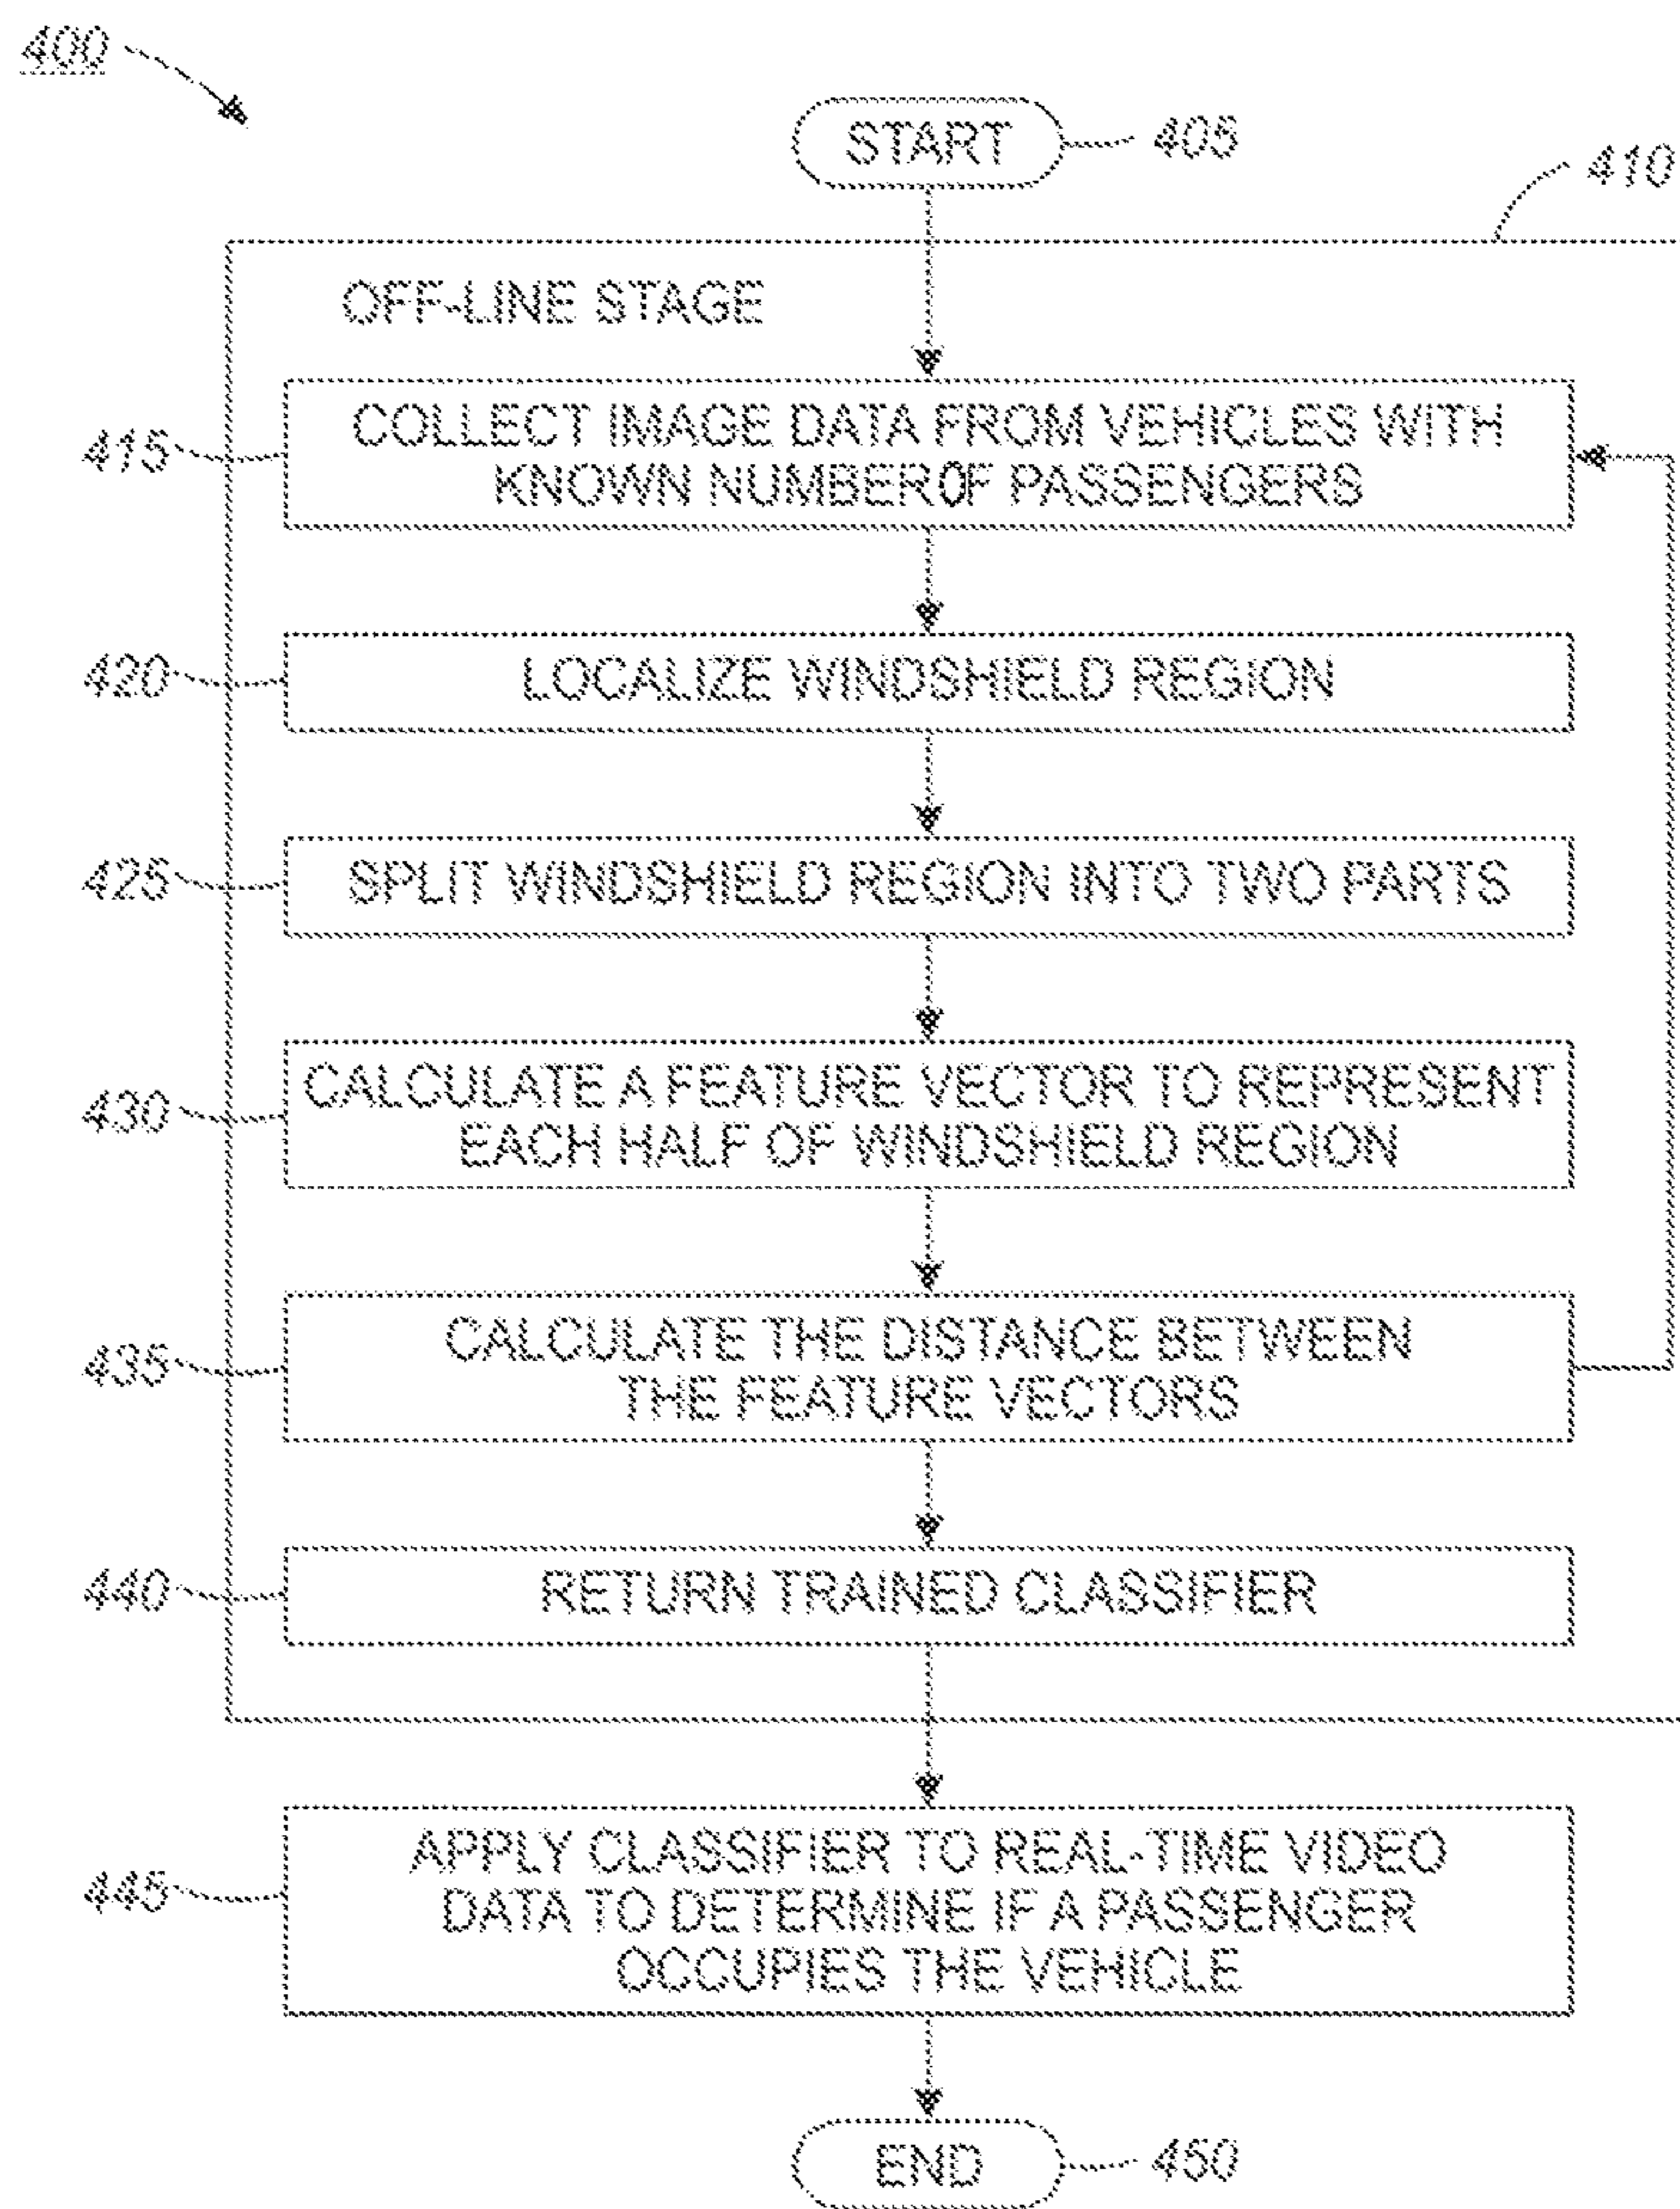 400
START
405
410
OFF-LINE STAGE
415
COLLECT IMAGE DATA FROM VEHICLES WITH
KNOWN NUMBER OF PASSENGERS
420
LOCALIZE WINDSHIELD REGION
425
SPLIT WINDSHIELD REGION INTO TWO PARTS
430
CALCULATE A FEATURE VECTOR TO REPRESENT
EACH HALF OF WINDSHIELD REGION
435
CALCULATE THE DISTANCE BETWEEN
THE FEATURE VECTORS
440
RETURN TRAINED CLASSIFIER
445
APPLY CLASSIFIER TO REAL-TIME VIDEO
DATA TO DETERMINE IF A PASSENGER
OCCUPIES THE VEHICLE
END
450